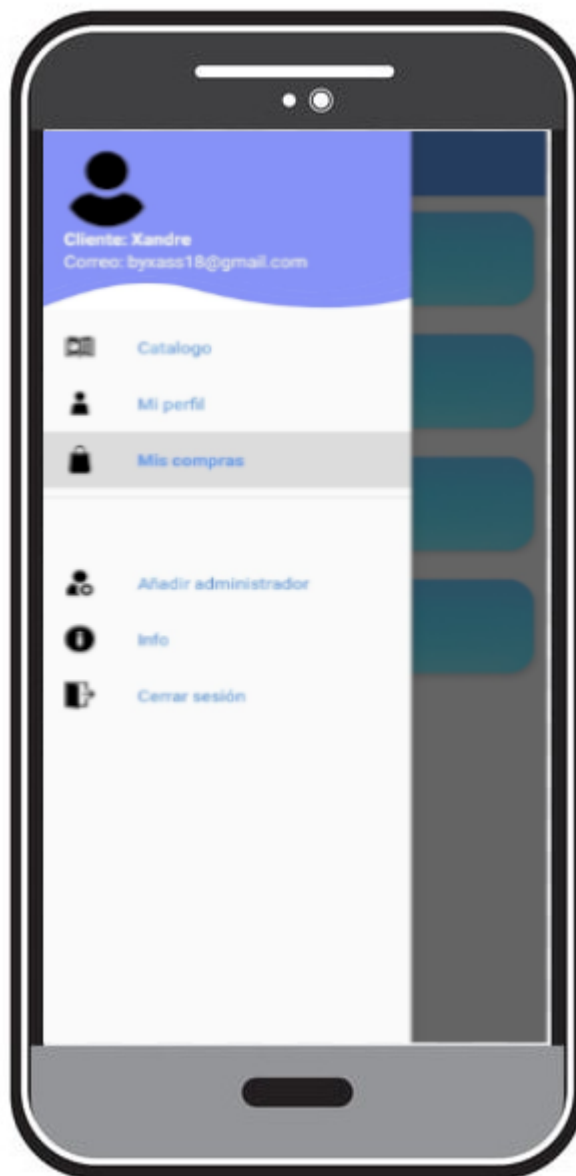 Cliente: Xandre
Correo: byxass18@gmail.com
Catalogo
Mi perfil
Mis compras
Añadir administrador
Info
Cerrar sesión